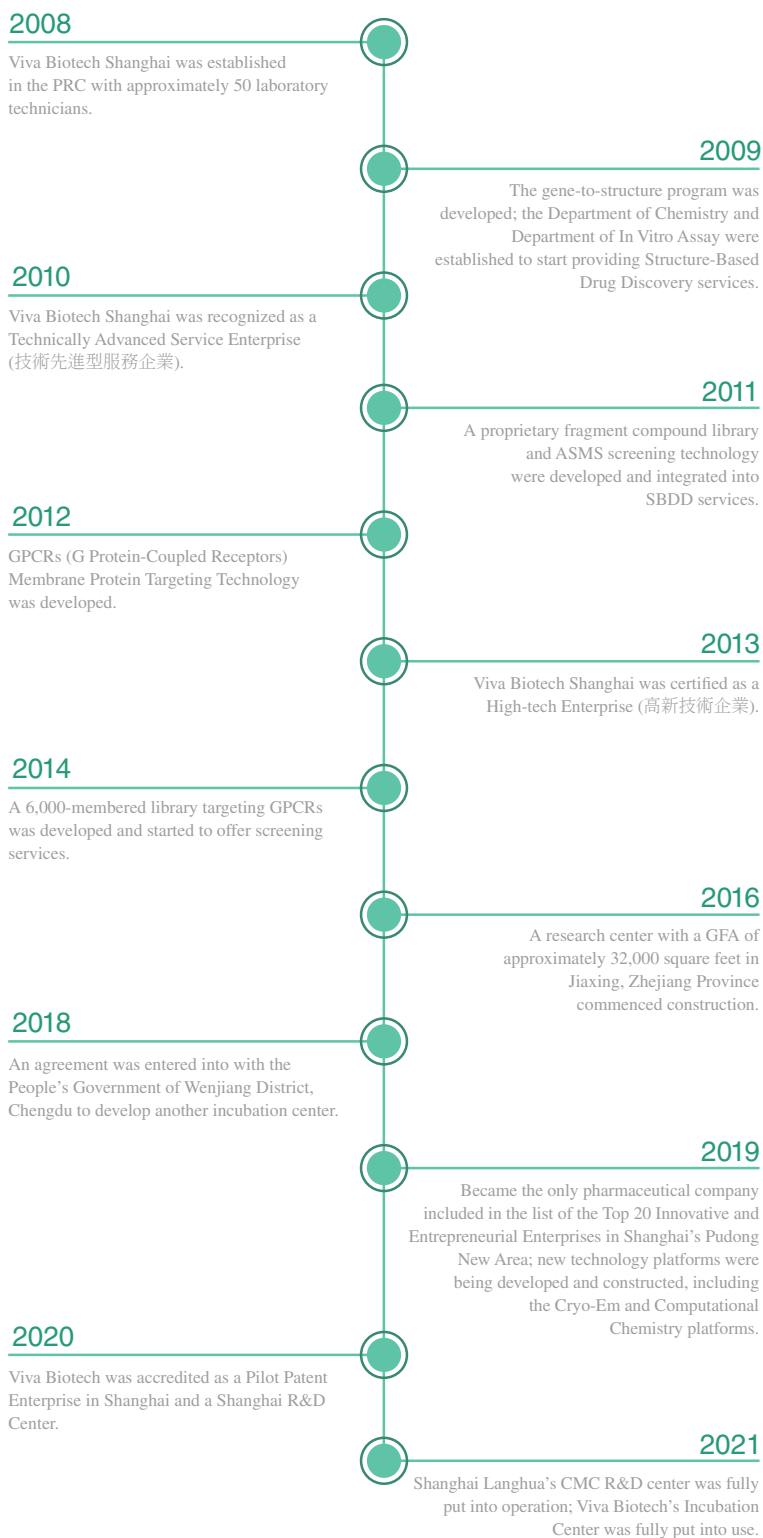 2008
Viva Biotech Shanghai was established
in the PRC with approximately 50 laboratory
technicians.
2009
The gene-to-structure program was
developed; the Department of Chemistry and
Department of In Vitro Assay were
established to start providing Structure-Based
Drug Discovery services.
2010
Viva Biotech Shanghai was recognized as a
Technically Advanced Service Enterprise
(技術先進型服務企業).
2011
A proprietary fragment compound library
and ASMS screening technology
were developed and integrated into
SBDD services.
2012
GPCRs (G Protein-Coupled Receptors)
Membrane Protein Targeting Technology
was developed.
2013
Viva Biotech Shanghai was certified as a
High-tech Enterprise (高新技術企業).
2014
A 6,000-membered library targeting GPCRs
was developed and started to offer screening
services.
2016
A research center with a GFA of
approximately 32,000 square feet in
Jiaxing, Zhejiang Province
commenced construction.
2018
An agreement was entered into with the
People’s Government of Wenjiang District,
Chengdu to develop another incubation center.
2019
Became the only pharmaceutical company
included in the list of the Top 20 Innovative and
Entrepreneurial Enterprises in Shanghai’s Pudong
New Area; new technology platforms were
being developed and constructed, including
the Cryo-Em and Computational
Chemistry platforms.
2020
Viva Biotech was accredited as a Pilot Patent
Enterprise in Shanghai and a Shanghai R&D
Center.
2021
Shanghai Langhua’s CMC R&D center was fully
put into operation; Viva Biotech’s Incubation
Center was fully put into use.